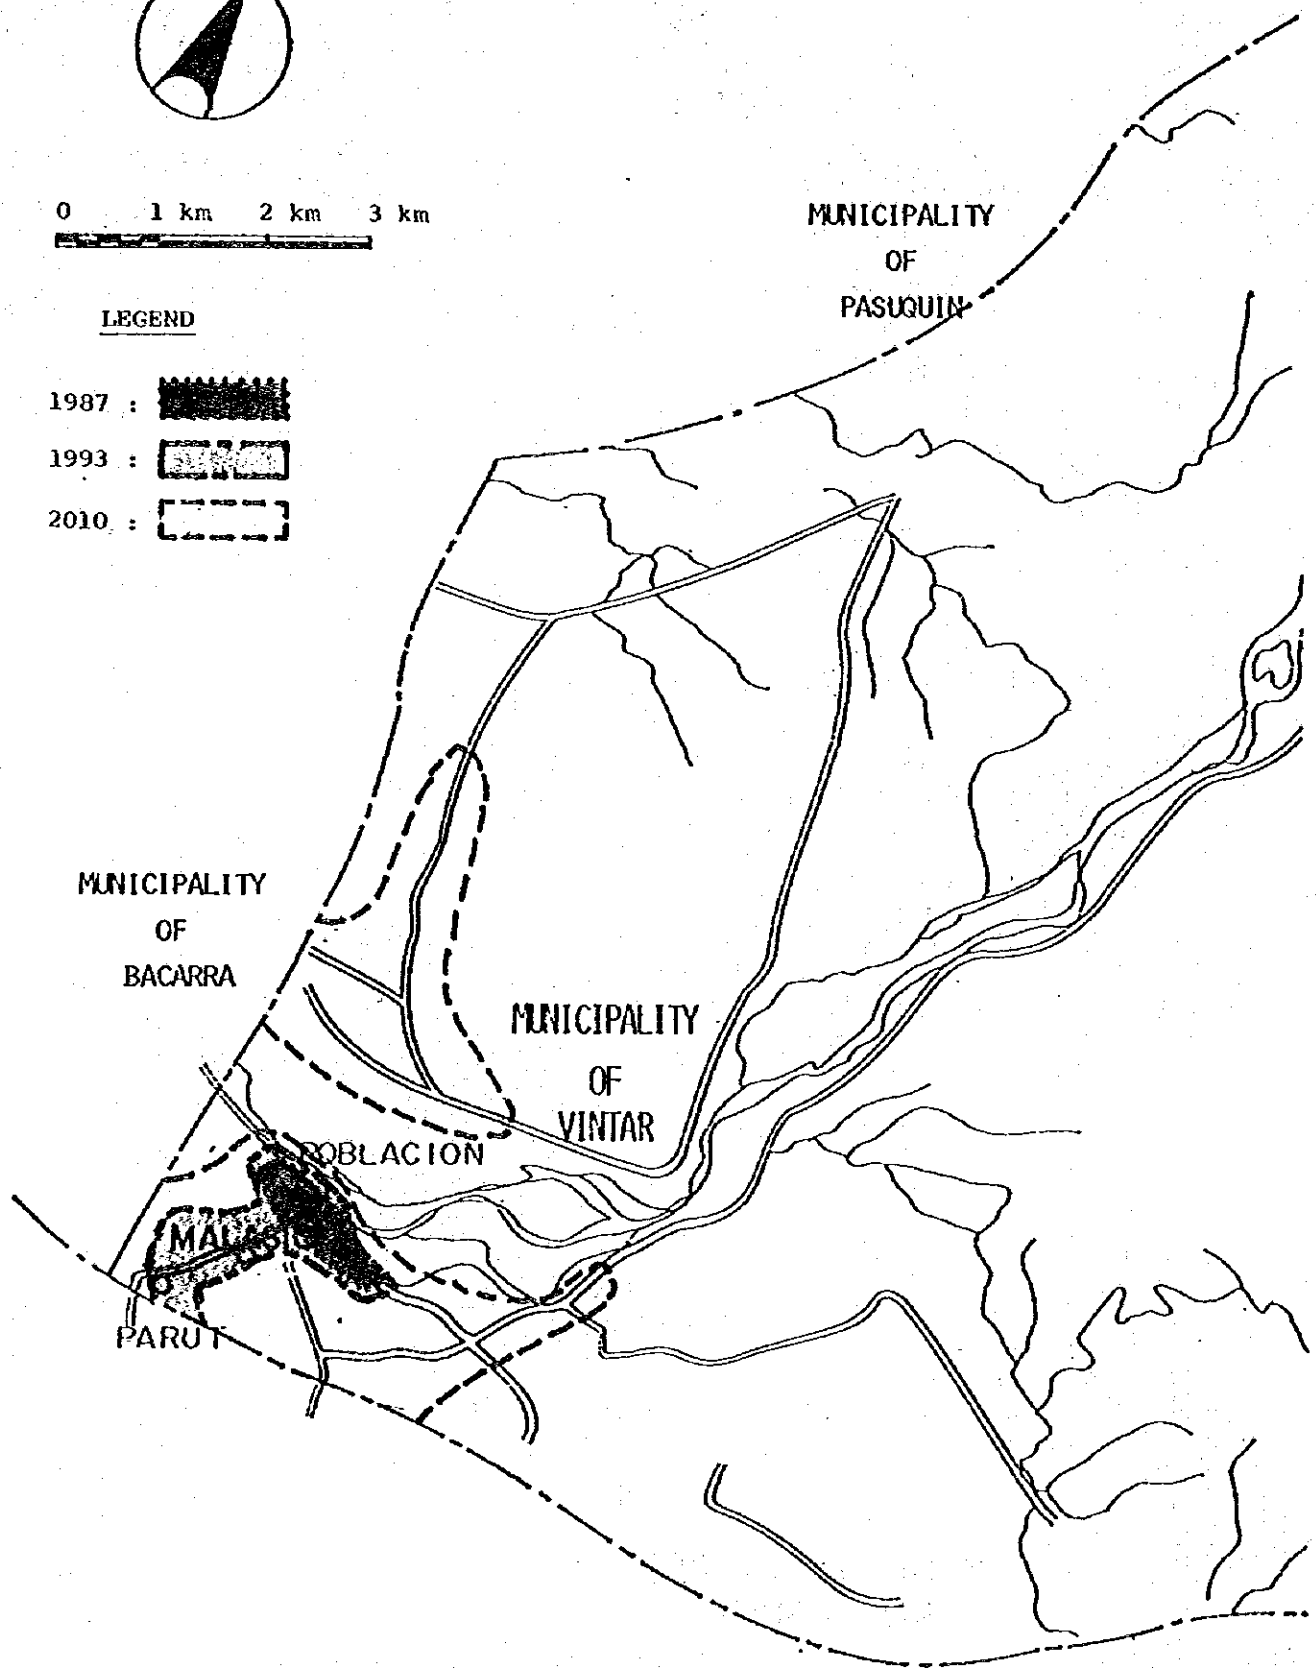 0 1 km 2 km 3 km
LEGEND
1987 :
1993 :
2010 :
MUNICIPALITY
OF
PASUQUIN
MUNICIPALITY
OF
BACARRA
MUNICIPALITY
OF
VINTAR
POBLACION
PARUT